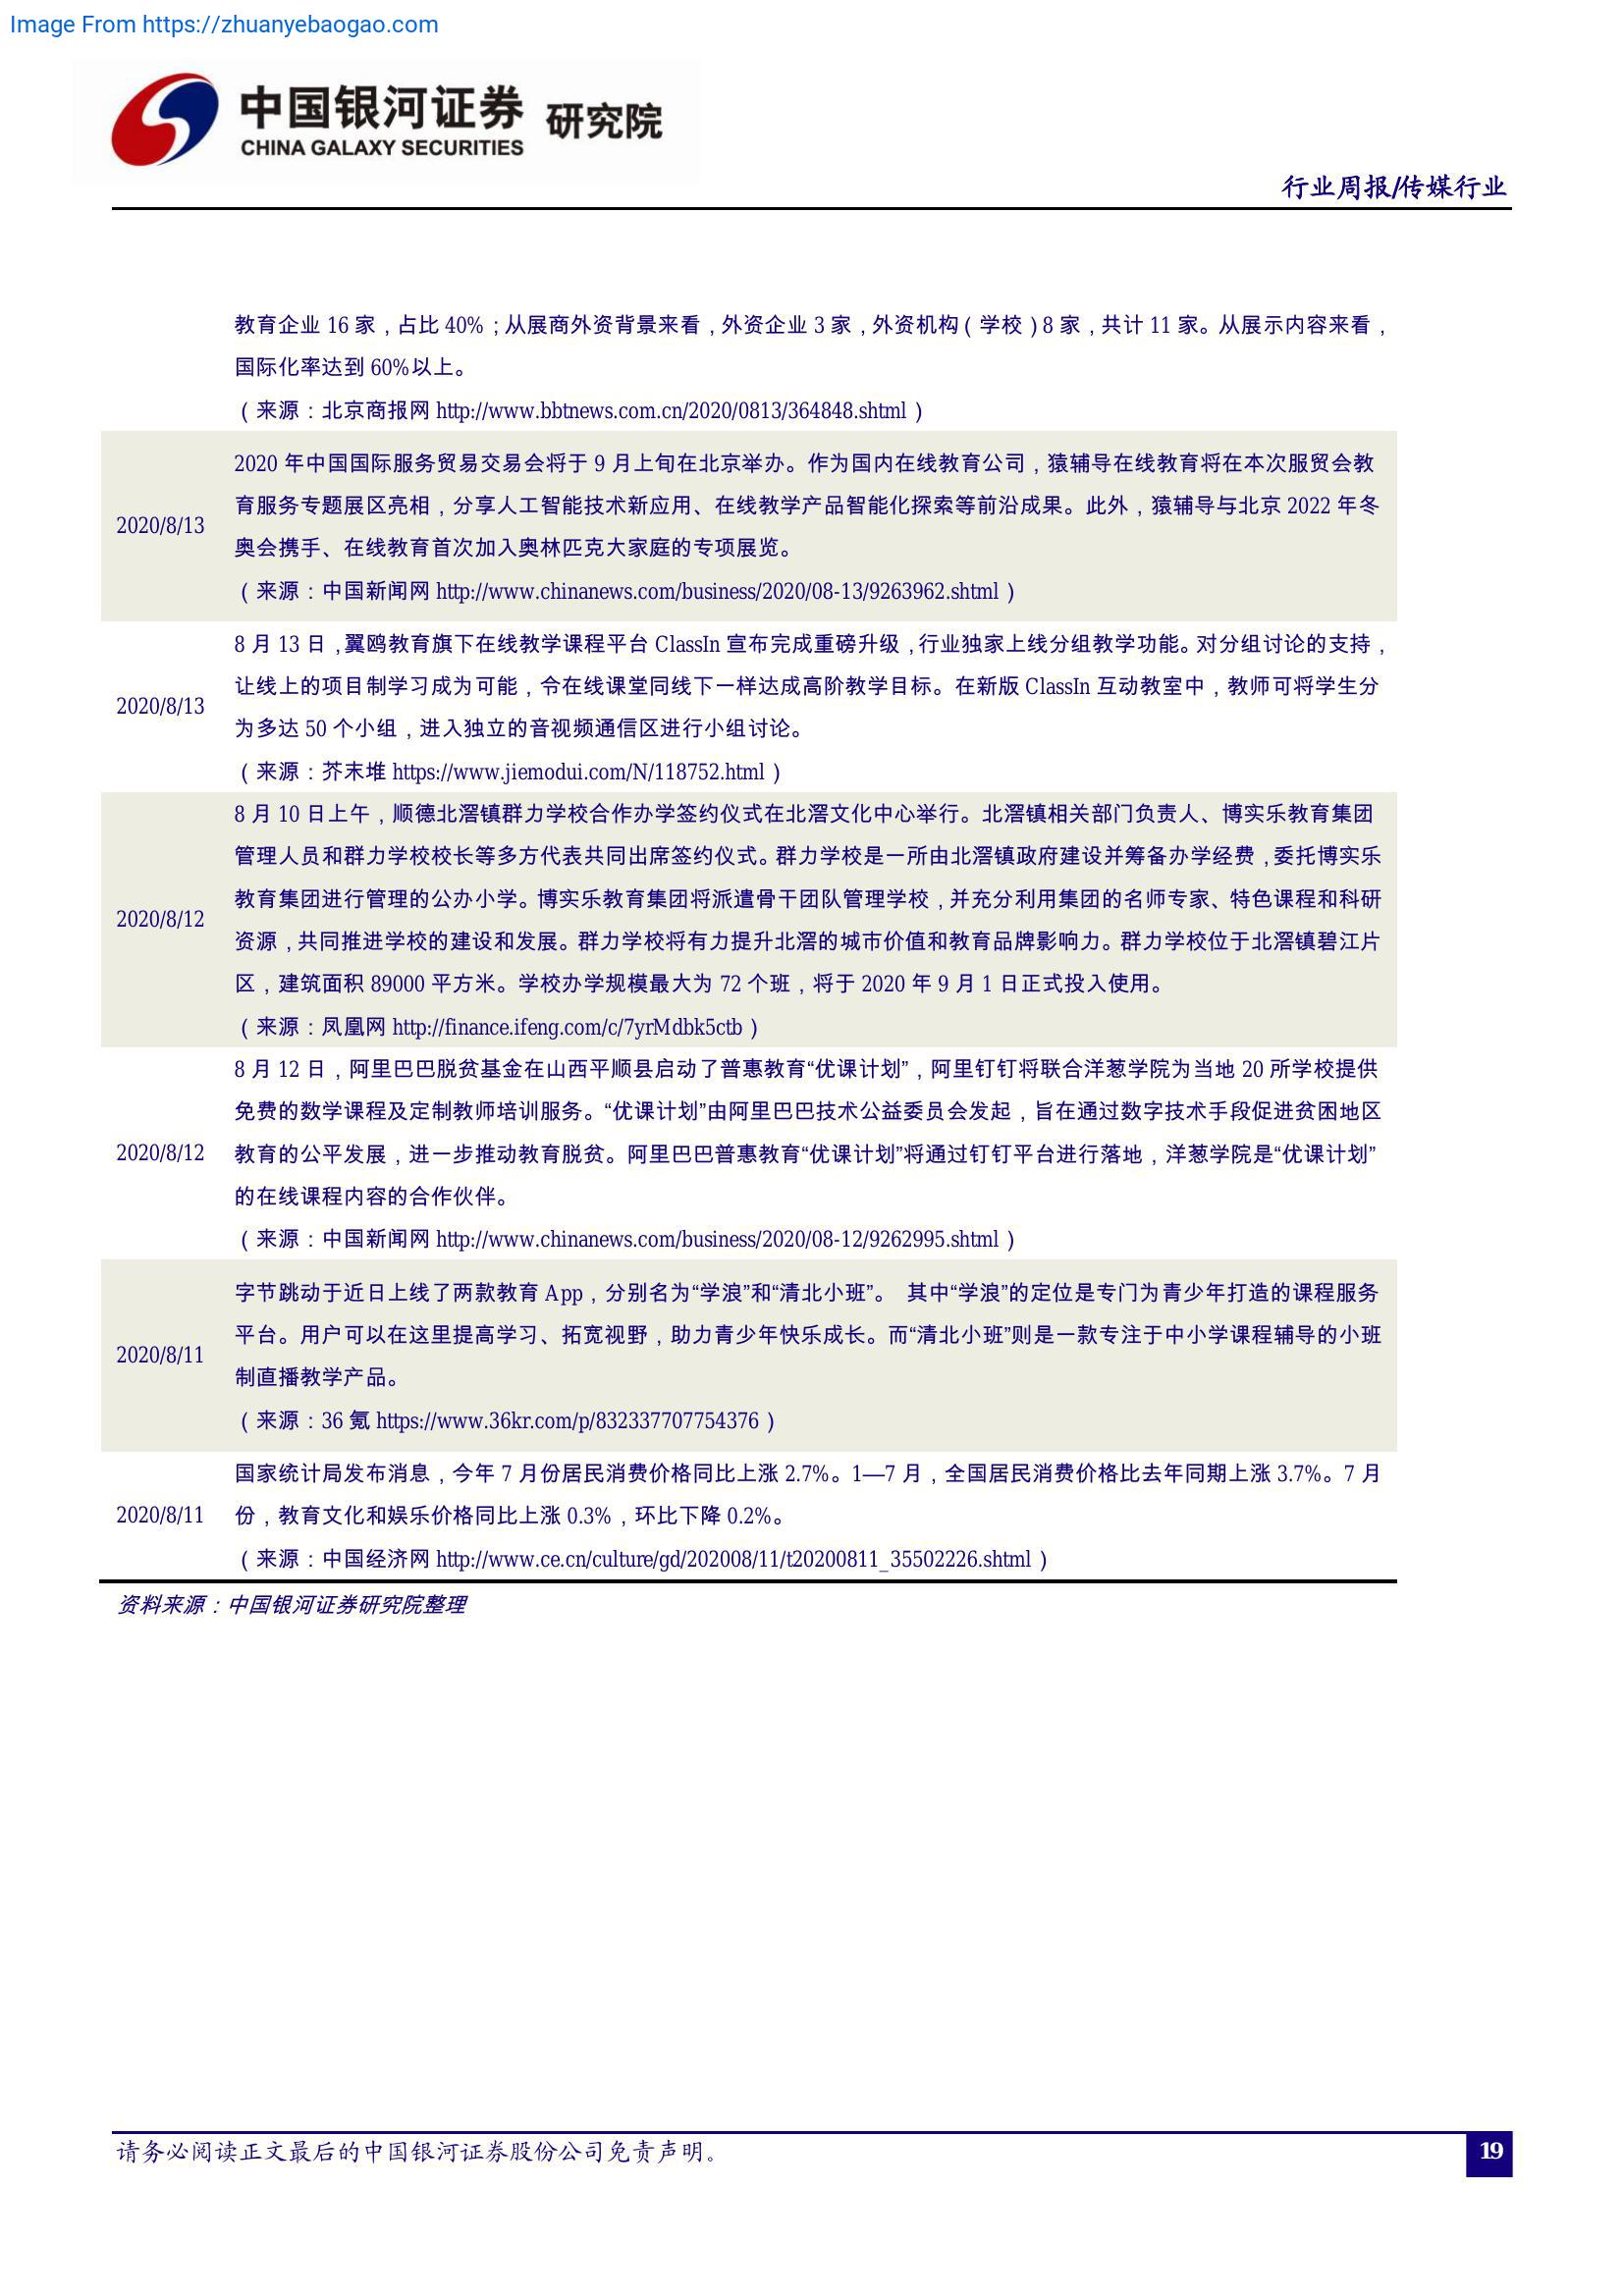 Image From https://zhuanyebaogao.com
中国银河证券 研究院
CHINA GALAXY SECURITIES
行业周报/传媒行业
教育企业 16 家，占比 40%；从展商外资背景来看，外资企业 3 家，外资机构（学校）8 家，共计 11 家。从展示内容来看，
国际化率达到 60%以上。
（来源：北京商报网 http://www.bbtnews.com.cn/2020/0813/364848.shtml）
2020 年中国国际服务贸易交易会将于 9 月上旬在北京举办。作为国内在线教育公司，猿辅导在线教育将在本次服贸会教
育服务专题展区亮相，分享人工智能技术新应用、在线教学产品智能化探索等前沿成果。此外，猿辅导与北京 2022 年冬
2020/8/13
奥会携手、在线教育首次加入奥林匹克大家庭的专项展览。
（来源：中国新闻网 http://www.chinanews.com/business/2020/08-13/9263962.shtml）
8 月 13 日，翼鸥教育旗下在线教学课程平台 ClassIn 宣布完成重磅升级，行业独家上线分组教学功能。对分组讨论的支持，
让线上的项目制学习成为可能，令在线课堂同线下一样达成高阶教学目标。在新版 ClassIn 互动教室中，教师可将学生分
2020/8/13
为多达 50 个小组，进入独立的音视频通信区进行小组讨论。
（来源：芥末堆 https://www.jiemodui.com/N/118752.html）
8 月 10 日上午，顺德北滘镇群力学校合作办学签约仪式在北滘文化中心举行。北滘镇相关部门负责人、博实乐教育集团
管理人员和群力学校校长等多方代表共同出席签约仪式。群力学校是一所由北滘镇政府建设并筹备办学经费，委托博实乐
教育集团进行管理的公办小学。博实乐教育集团将派遣骨干团队管理学校，并充分利用集团的名师专家、特色课程和科研
2020/8/12
资源，共同推进学校的建设和发展。群力学校将有力提升北滘的城市价值和教育品牌影响力。群力学校位于北滘镇碧江片
区，建筑面积 89000 平方米。学校办学规模最大为 72 个班，将于 2020 年 9 月 1 日正式投入使用。
（来源：凤凰网 http://finance.ifeng.com/c/7yrMdbk5ctb）
8 月 12 日，阿里巴巴脱贫基金在山西平顺县启动了普惠教育“优课计划”，阿里钉钉将联合洋葱学院为当地 20 所学校提供
免费的数学课程及定制教师培训服务。“优课计划”由阿里巴巴技术公益委员会发起，旨在通过数字技术手段促进贫困地区
2020/8/12
教育的公平发展，进一步推动教育脱贫。阿里巴巴普惠教育“优课计划”将通过钉钉平台进行落地，洋葱学院是“优课计划”
的在线课程内容的合作伙伴。
（来源：中国新闻网 http://www.chinanews.com/business/2020/08-12/9262995.shtml）
字节跳动于近日上线了两款教育 App，分别名为“学浪”和“清北小班”。 其中“学浪”的定位是专门为青少年打造的课程服务
平台。用户可以在这里提高学习、拓宽视野，助力青少年快乐成长。而“清北小班”则是一款专注于中小学课程辅导的小班
2020/8/11
制直播教学产品。
（来源：36 氪 https://www.36kr.com/p/832337707754376）
国家统计局发布消息，今年 7 月份居民消费价格同比上涨 2.7%。1—7 月，全国居民消费价格比去年同期上涨 3.7%。7 月
2020/8/11
份，教育文化和娱乐价格同比上涨 0.3%，环比下降 0.2%。
（来源：中国经济网 http://www.ce.cn/culture/gd/202008/11/t20200811_35502226.shtml）
资料来源：中国银河证券研究院整理
请务必阅读正文最后的中国银河证券股份公司免责声明。
19